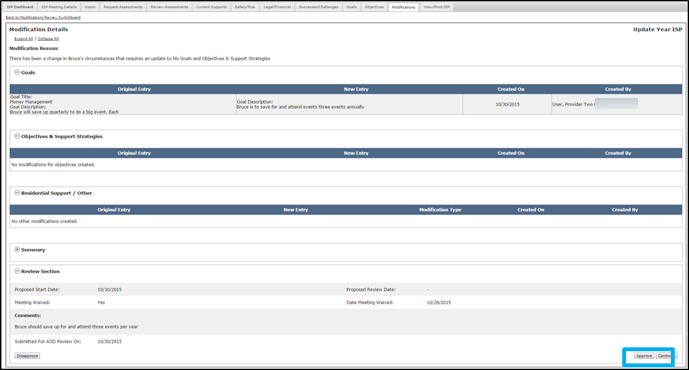 ISP Dashboard ISP Meeting Details Vision Request Assessments Review Assessments Current Supports Safety/Risk Legal/Financial Successes/Challenges Goals Objectives Modifications View/Print ISP
Back to Modifications Review Switchboard
Modification Details Update Year ISP
Expand All | Collapse All
Modification Reason:
There has been a change in Bruce's circumstances that requires an update to his Goals and Objectives & Support Strategies
Goals
Original Entry New Entry Created On Created By
Goal Title:
Money Management
Goal Description:
Bruce will save up quarterly to do a big event. Each
Goal Description:
Bruce is to save for and attend events three events annually
10/30/2015 User, Provider Two
Objectives & Support Strategies
Original Entry New Entry Created On Created By
No modifications for objectives created.
Residential Support / Other
Original Entry New Entry Modification Type Created On Created By
No other modifications created.
Summary
Review Section
Proposed Start Date: 10/30/2015 Proposed Review Date: -
Meeting Waived: Yes Date Meeting Waived: 10/28/2015
Comments:
Bruce should save up for and attend three events per year
Submitted For AOD Review On: 10/30/2015
Disapprove Approve